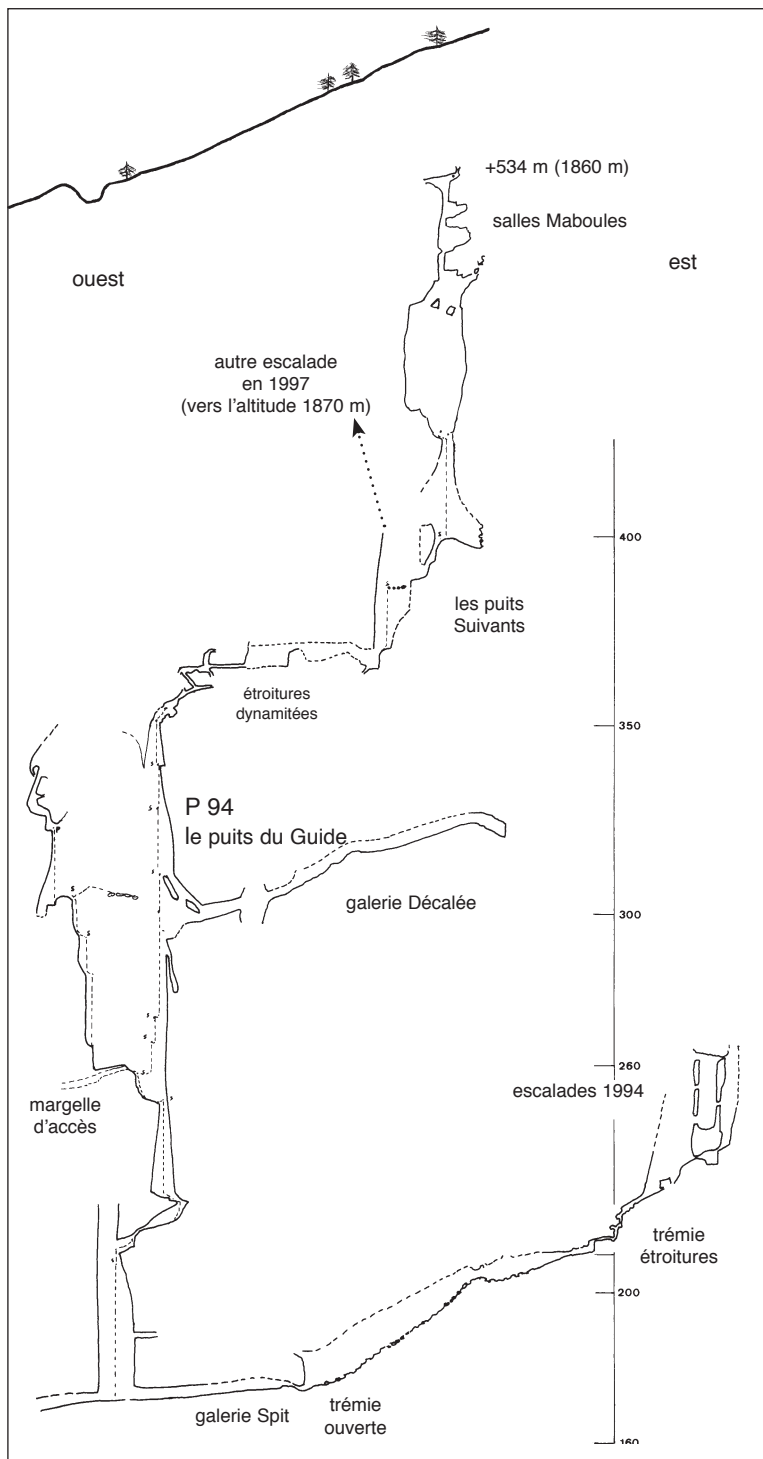 +534 m (1860 m)
salles Maboules
ouest
est
autre escalade
en 1997
(vers l'altitude 1870 m)
400
les puits
Suivants
étroitures
dynamitées
350
P 94
le puits du Guide
galerie Décalée
300
260
escalades 1994
margelle
d'accès
trémie
étroitures
200
galerie Spit
trémie
ouverte
160